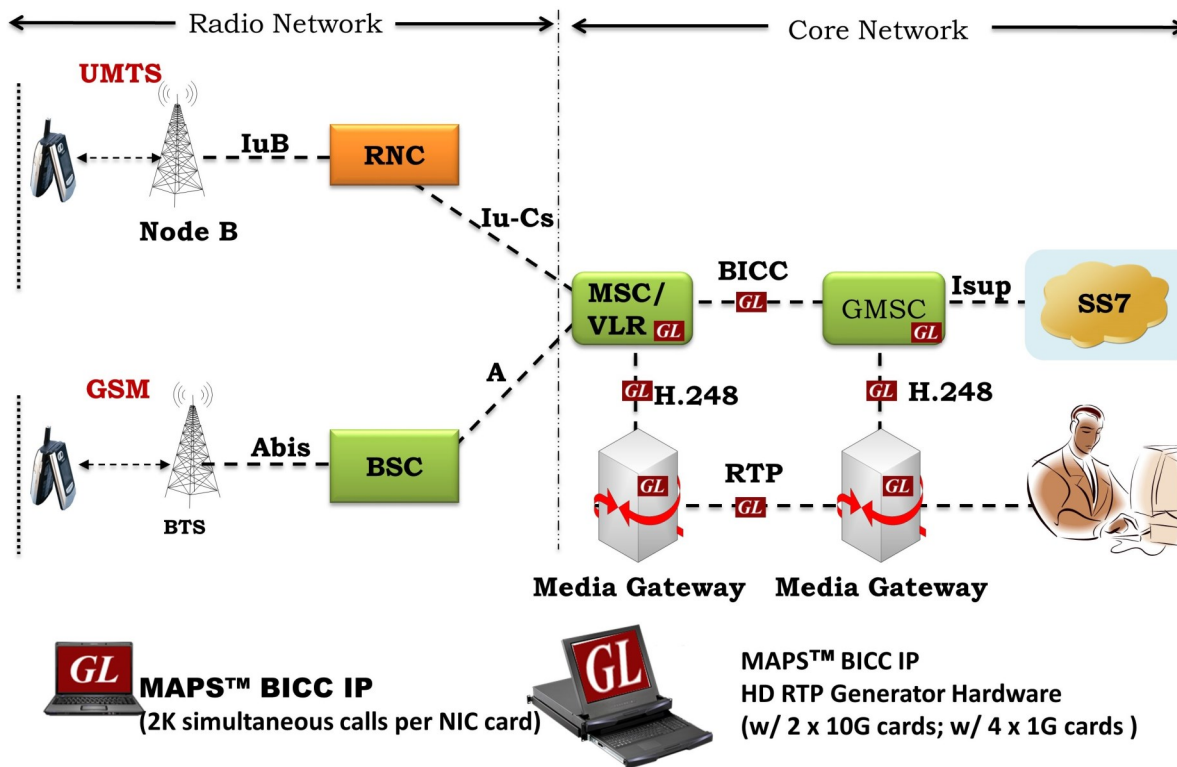 Radio Network
Core Network
UMTS
IuB
RNC
Node B
Iu-Cs
BICC
Isup
MSC/
VLR
GL
GL
GMSC
GL
SS7
A
GSM
GL
H.248
GL
H.248
Abis
BSC
BTS
GL
RTP
GL
GL
Media Gateway
Media Gateway
GL
MAPS™ BICC IP
(2K simultaneous calls per NIC card)
GL
MAPS™ BICC IP
HD RTP Generator Hardware
(w/ 2 x 10G cards; w/ 4 x 1G cards )